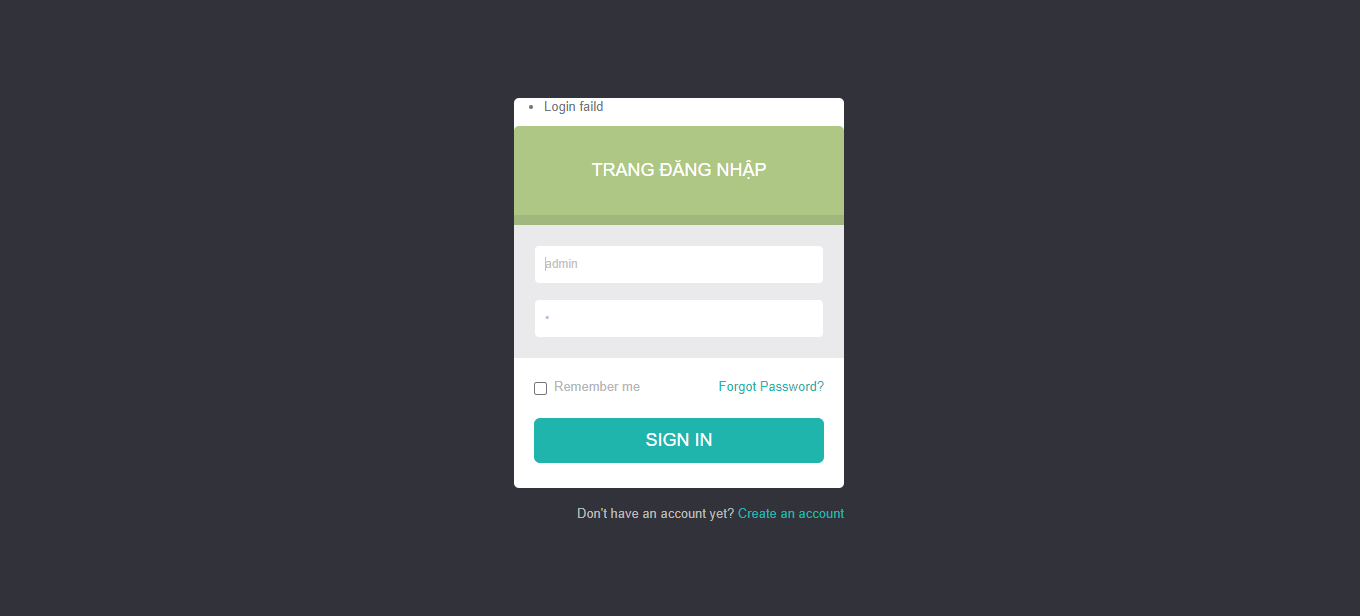 Login faild
TRANG ĐĂNG NHẬP
admin
Remember me Forgot Password?
SIGN IN
Don't have an account yet? Create an account